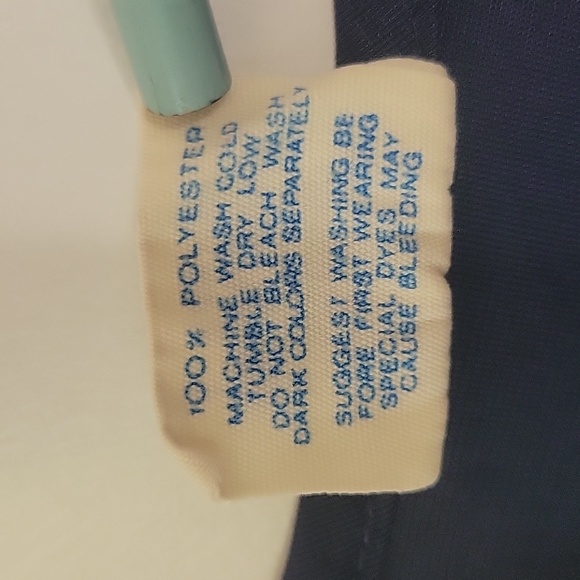 100% POLYESTER
MACHINE WASH COLD
TUMBLE DRY LOW
DO NOT BLEACH WASH
DARK COLORS SEPARATELY
SUGGEST WASHING BE
FORE FIRST WEARING
SPECIAL DYES MAY
CAUSE BLEEDING